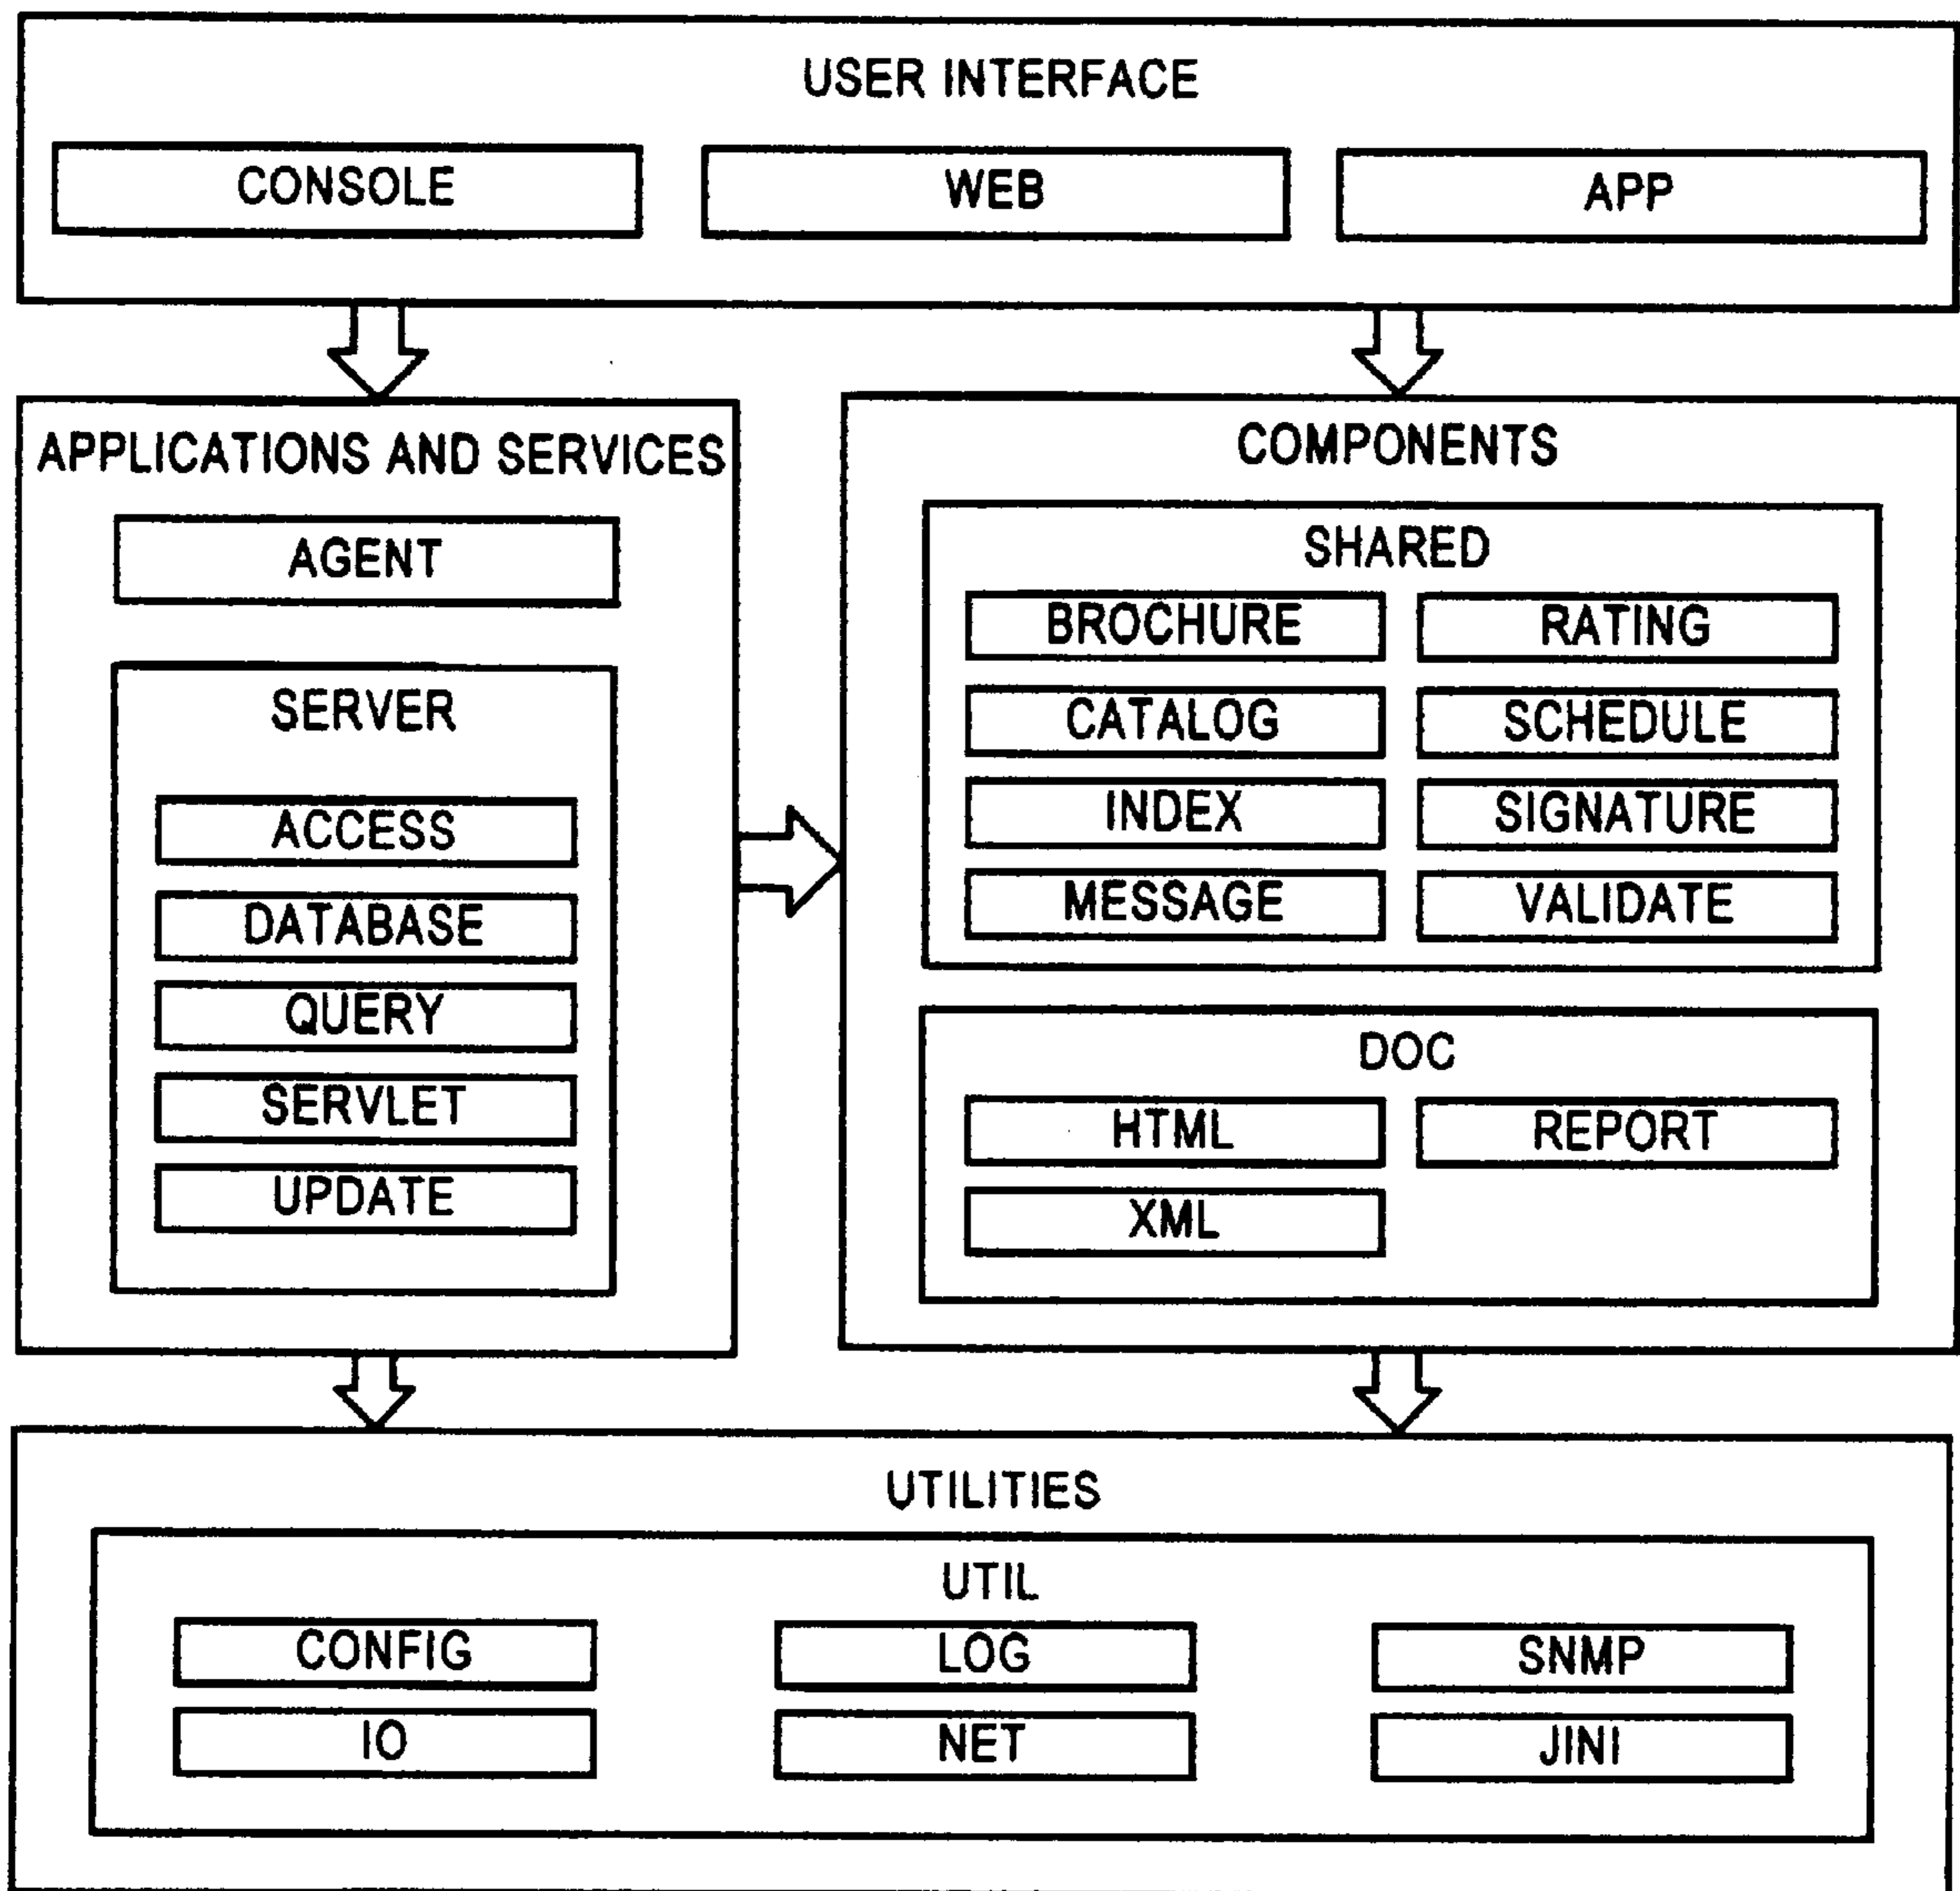 USER INTERFACE
CONSOLE
WEB
APP
APPLICATIONS AND SERVICES
AGENT
SERVER
ACCESS
DATABASE
QUERY
SERVLET
UPDATE
COMPONENTS
SHARED
BROCHURE
RATING
CATALOG
SCHEDULE
INDEX
SIGNATURE
MESSAGE
VALIDATE
DOC
HTML
REPORT
XML
UTILITIES
UTIL
CONFIG
LOG
SNMP
IO
NET
JINI